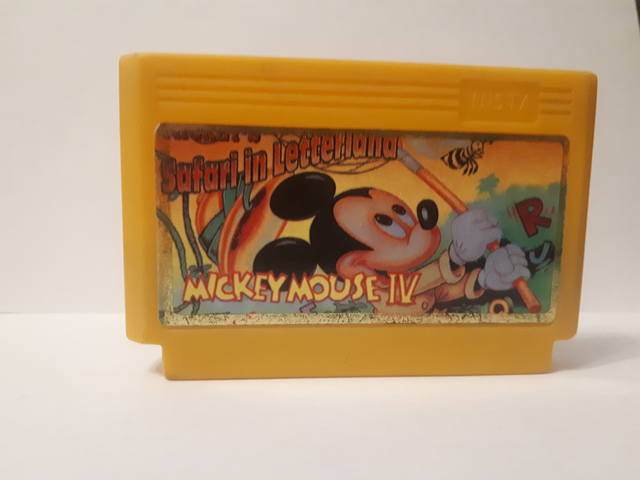 Safari in Letterland
R
MICKEY MOUSE IV
Q